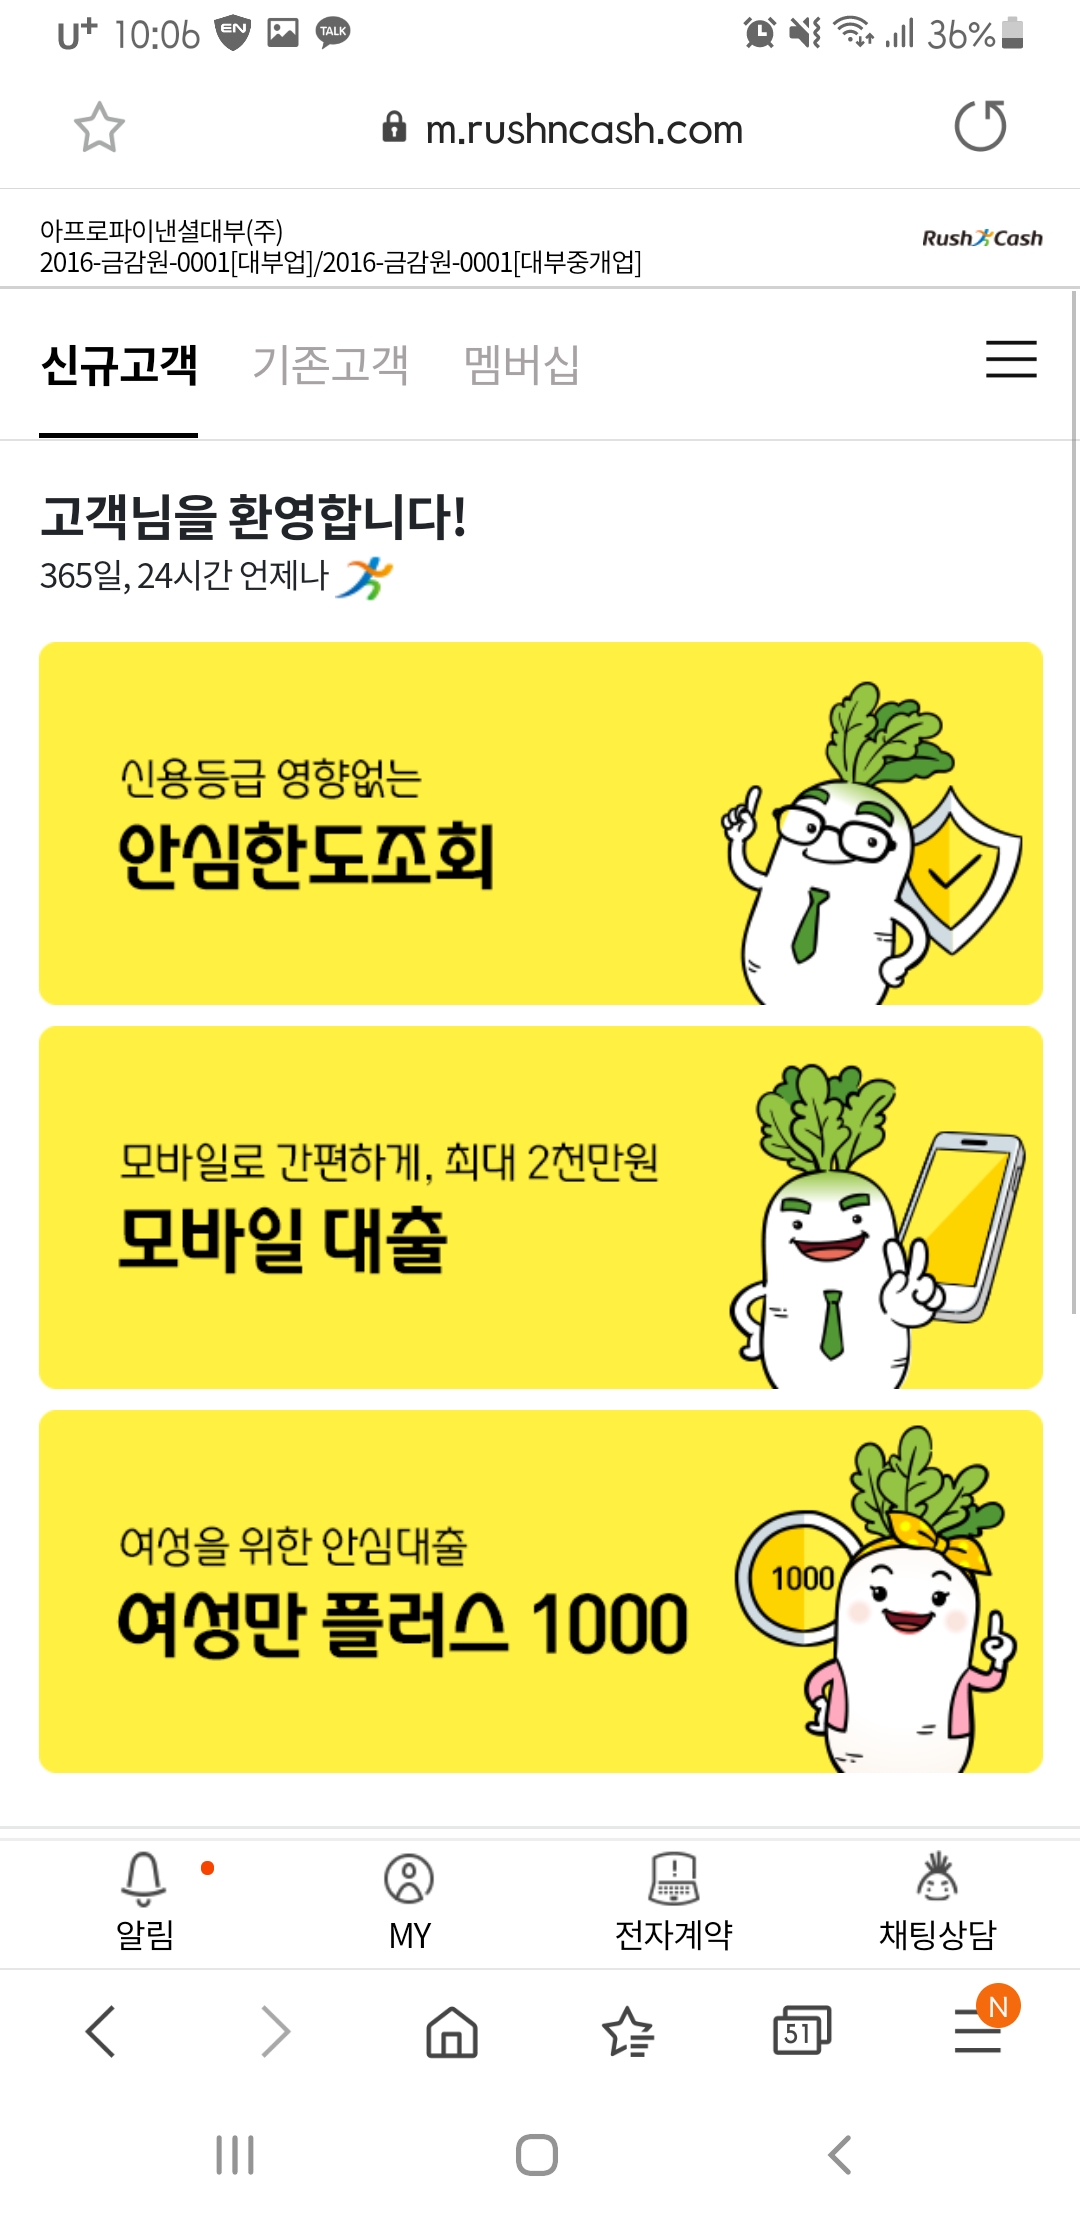 U+ 10:06 EN TALK 36%
m.rushncash.com
아프로파이낸셜대부(주)
2016-금감원-0001[대부업]/2016-금감원-0001[대부중개업]
Rush Cash
신규고객 기존고객 멤버십
고객님을 환영합니다!
365일, 24시간 언제나
신용등급 영향없는
안심한도조회
모바일로 간편하게, 최대 2천만원
모바일 대출
여성을 위한 안심대출
여성만 플러스 1000
1000
알림 MY 전자계약 채팅상담
51 N